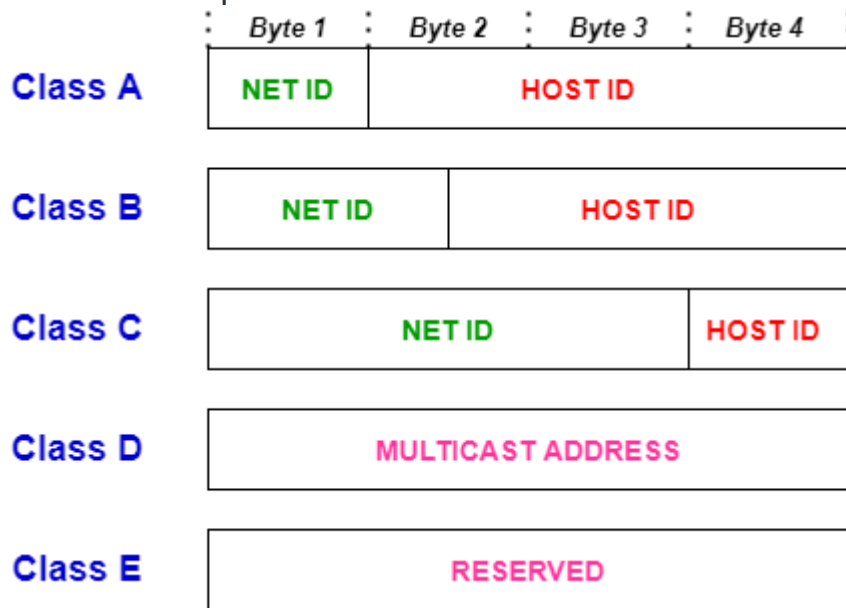 Byte 1 Byte 2 Byte 3 Byte 4
Class A NET ID HOST ID
Class B NET ID HOST ID
Class C NET ID HOST ID
Class D MULTICAST ADDRESS
Class E RESERVED